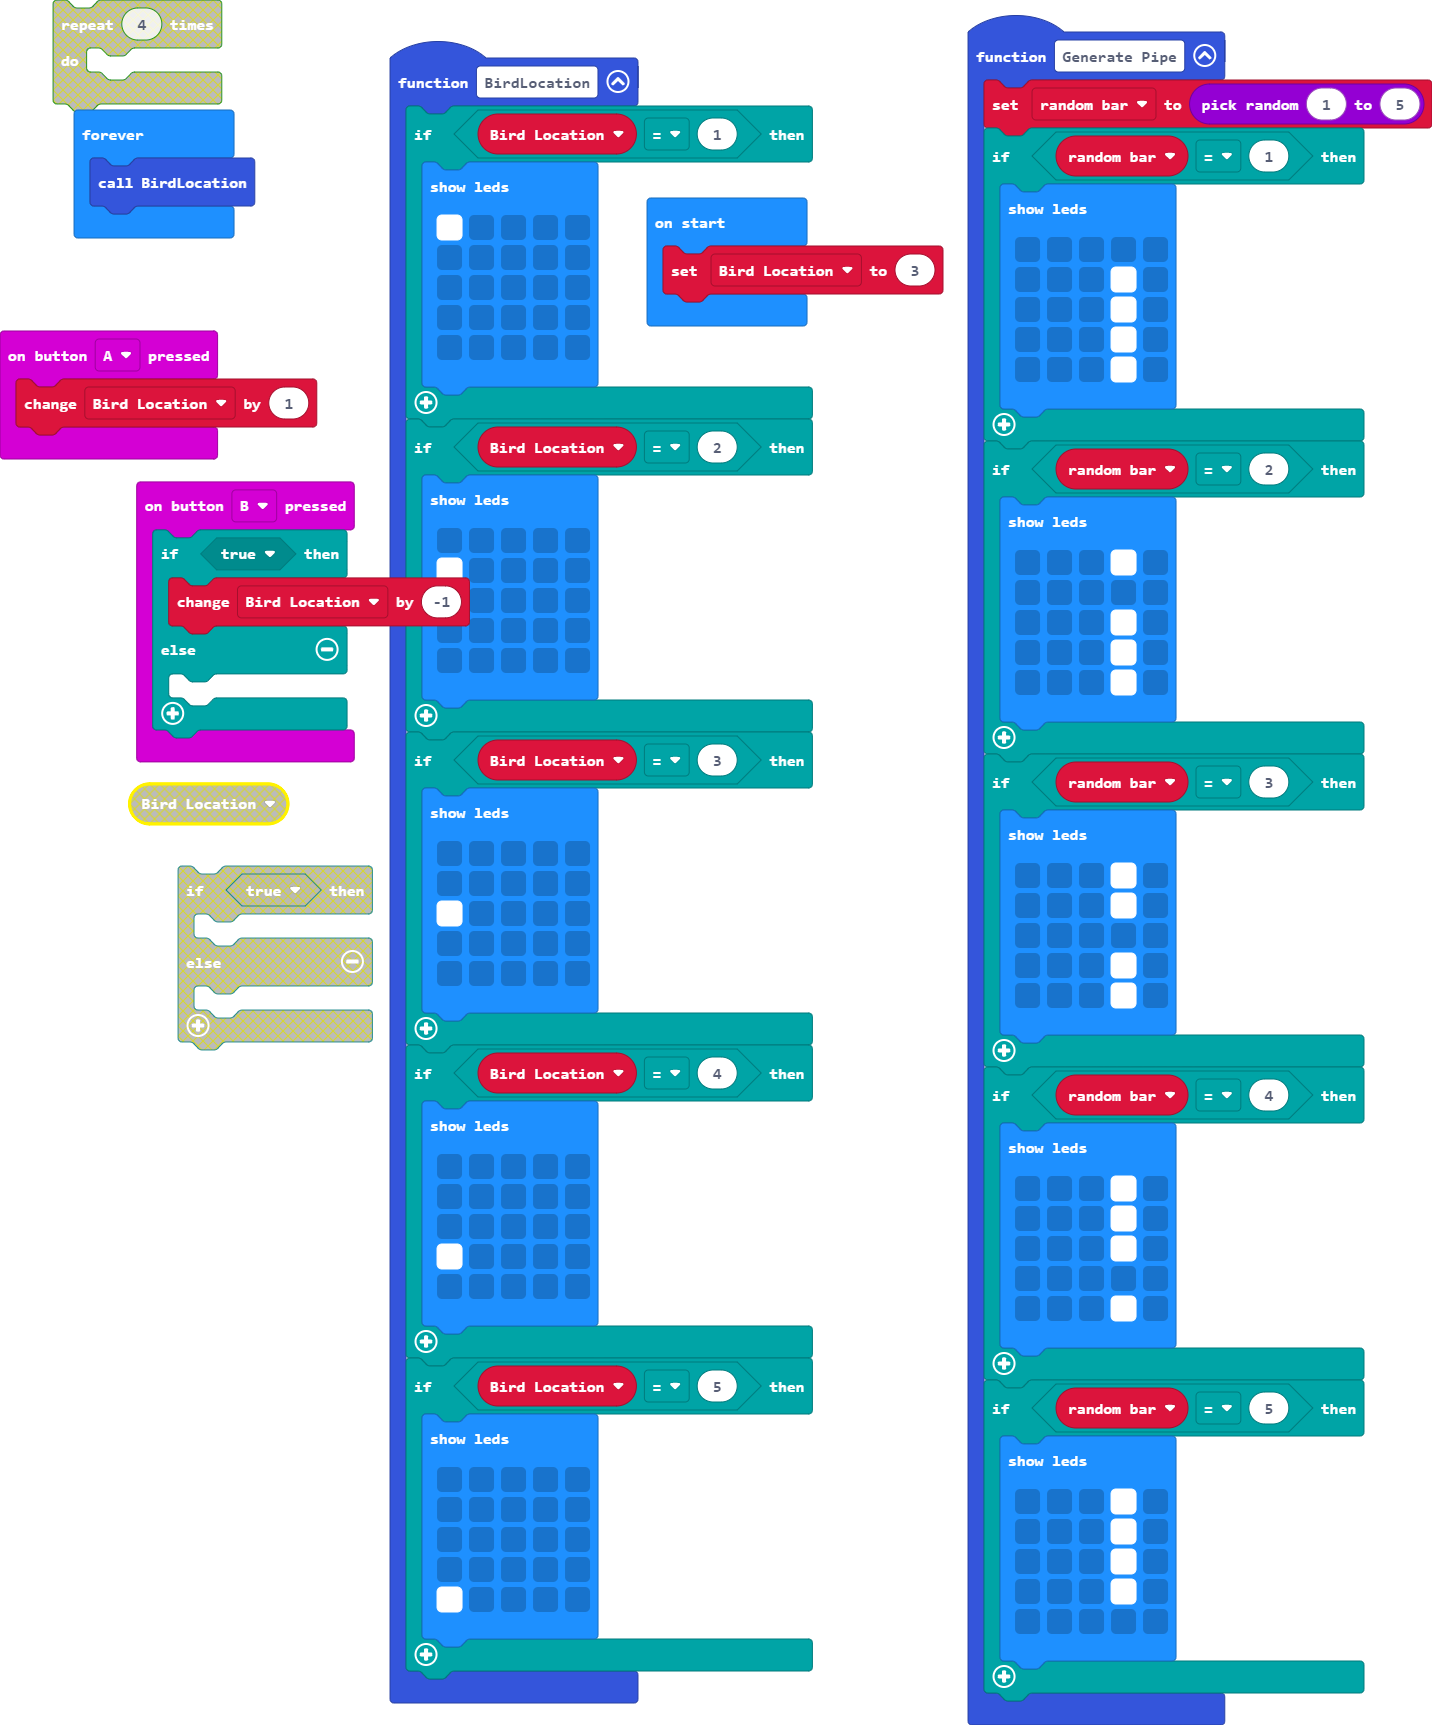 repeat 4 times
do
forever
call BirdLocation
on button A pressed
change Bird Location by 1
on button B pressed
if true then
change Bird Location by -1
else
Bird Location
if true then
else
function BirdLocation
if Bird Location = 1 then
show leds
if Bird Location = 2 then
show leds
if Bird Location = 3 then
show leds
if Bird Location = 4 then
show leds
if Bird Location = 5 then
show leds
on start
set Bird Location to 3
function Generate Pipe
set random bar to pick random 1 to 5
if random bar = 1 then
show leds
if random bar = 2 then
show leds
if random bar = 3 then
show leds
if random bar = 4 then
show leds
if random bar = 5 then
show leds